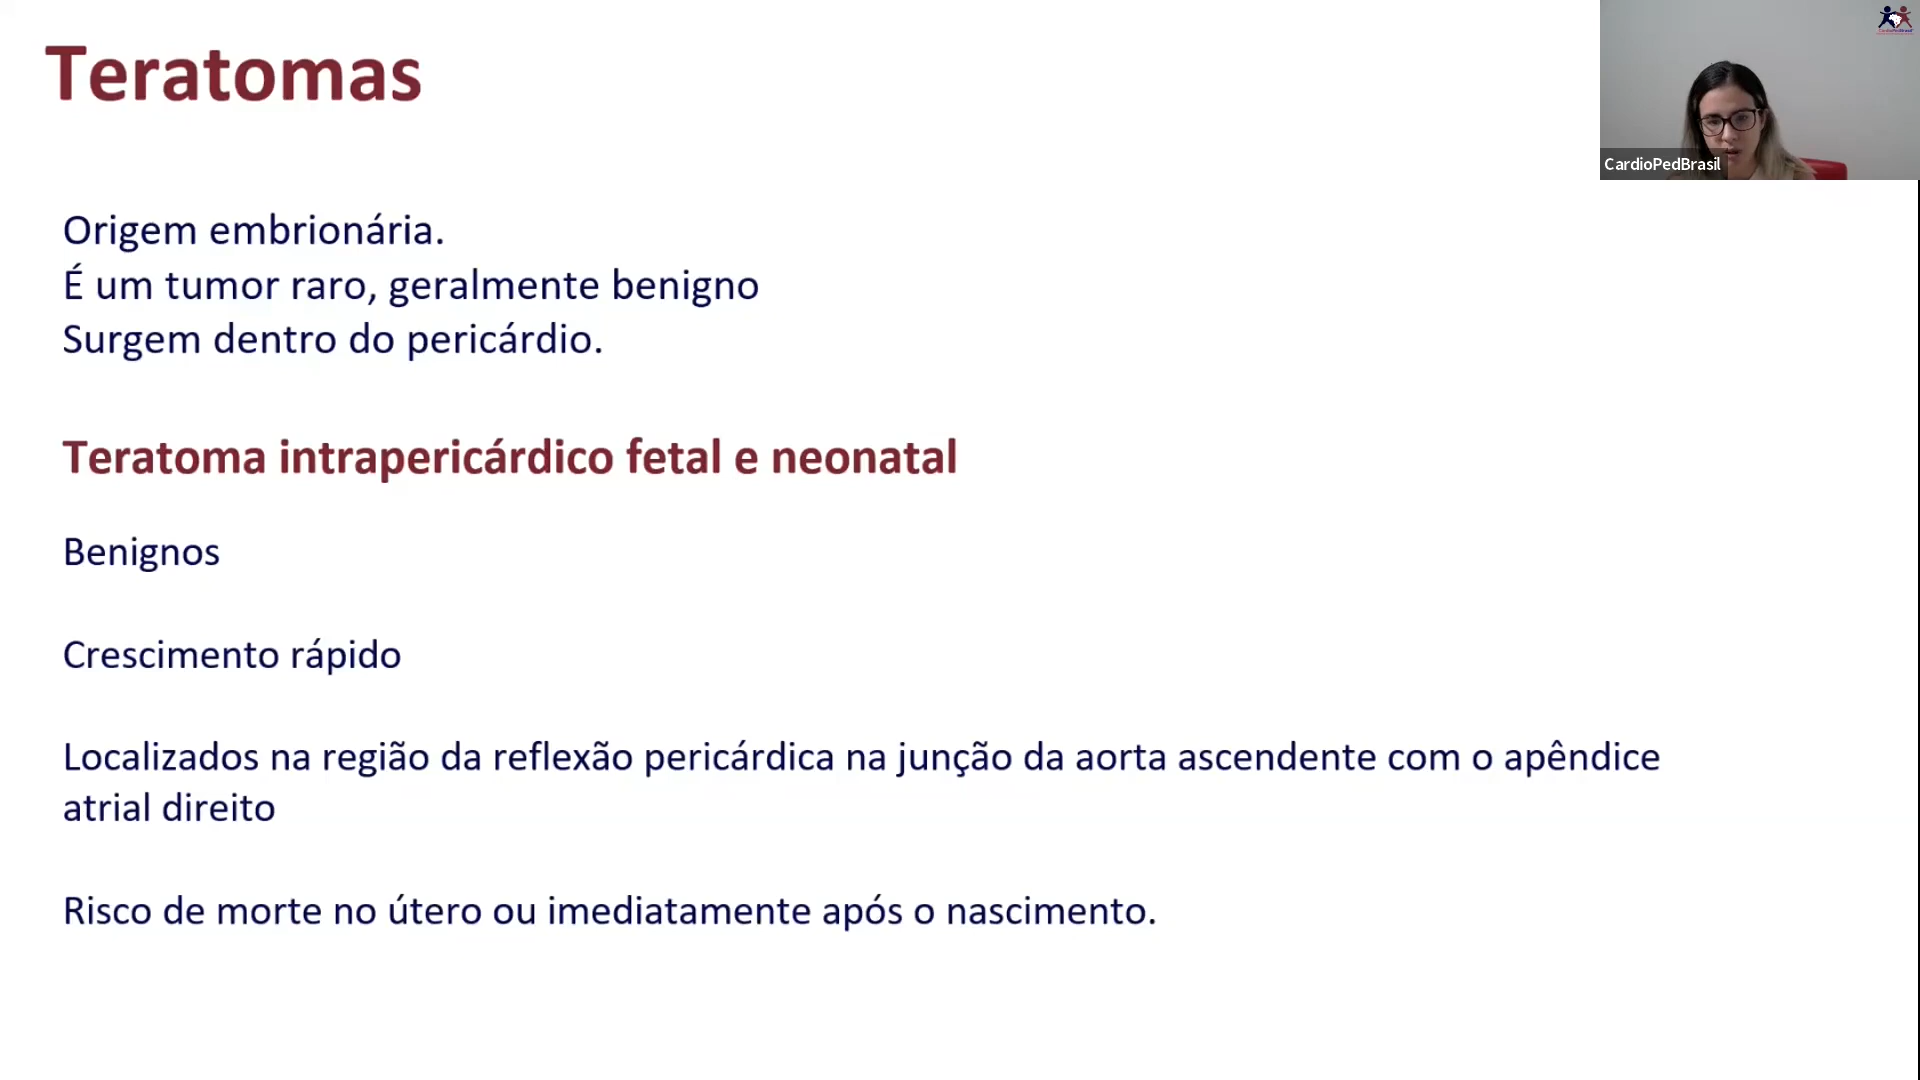 Teratomas
CardioPedBrasil
Origem embrionária.
É um tumor raro, geralmente benigno
Surgem dentro do pericárdio.
Teratoma intrapericárdico fetal e neonatal
Benignos
Crescimento rápido
Localizados na região da reflexão pericárdica na junção da aorta ascendente com o apêndice
atrial direito
Risco de morte no útero ou imediatamente após o nascimento.